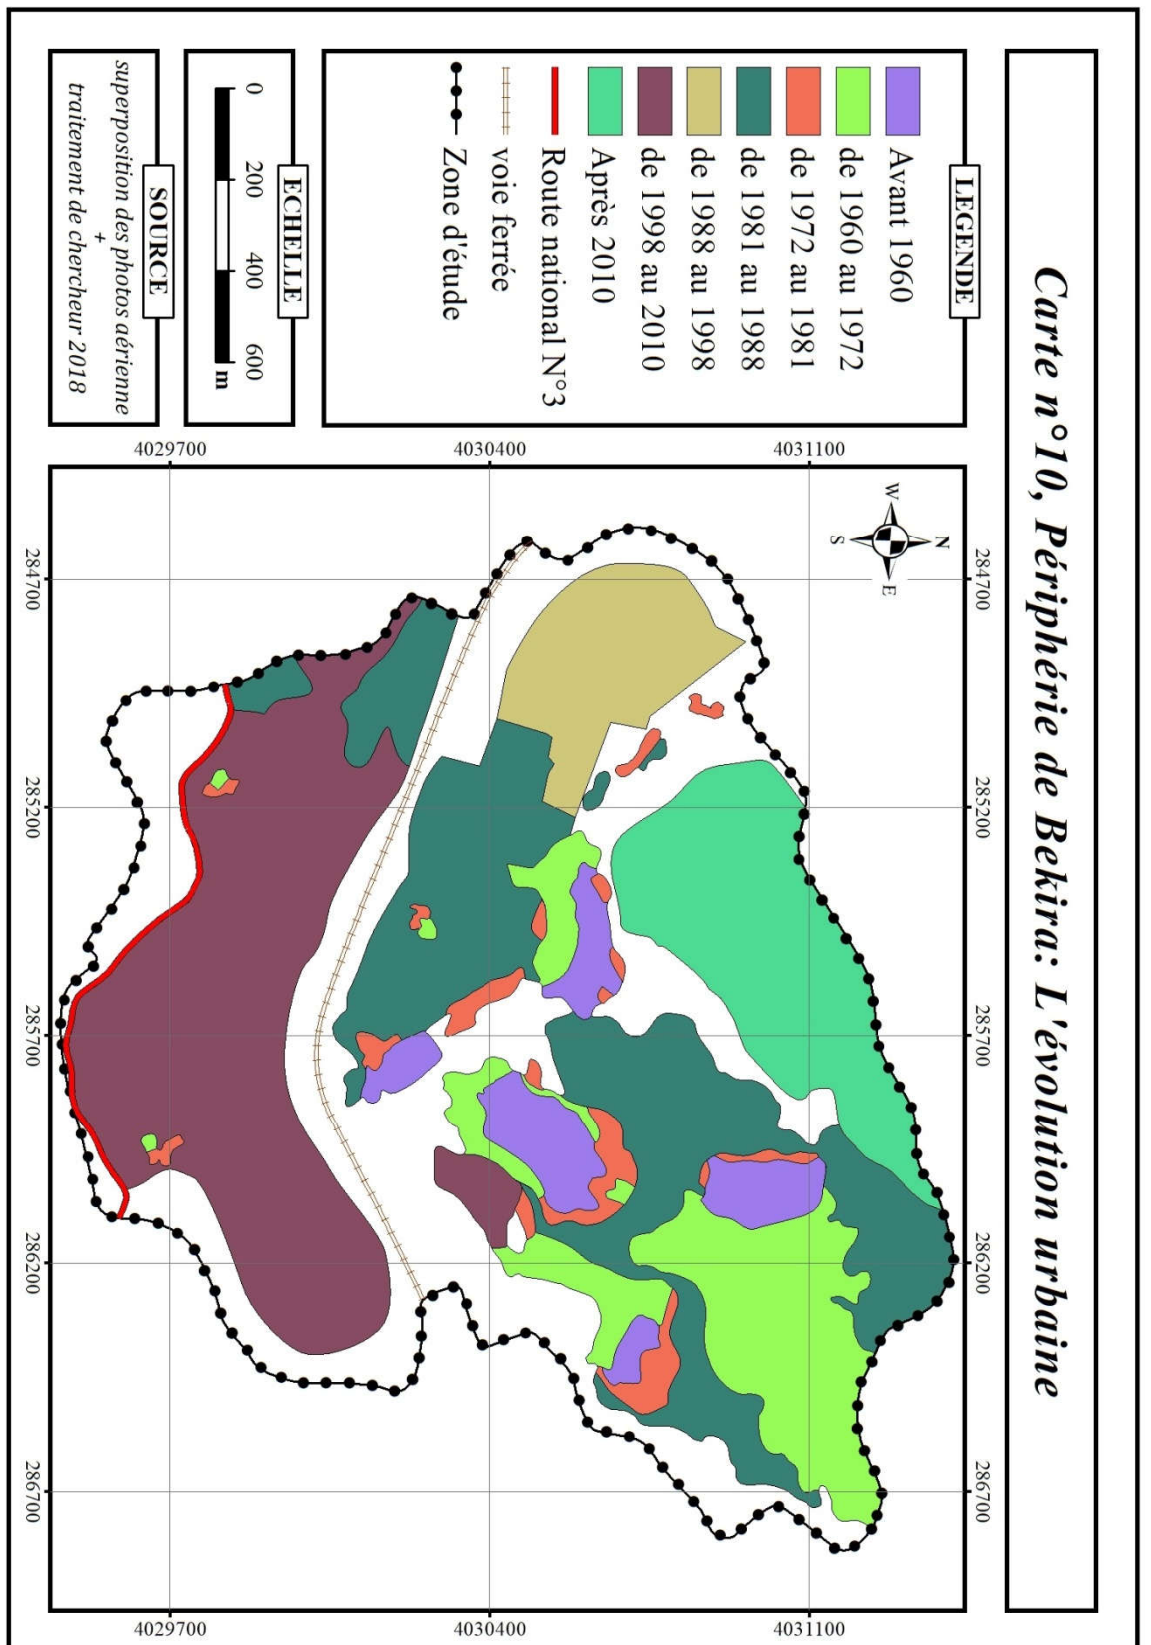 Carte n°10, Périphérie de Bekira: L'évolution urbaine
LEGENDE
Avant 1960
de 1960 au 1972
de 1972 au 1981
de 1981 au 1988
de 1988 au 1998
de 1998 au 2010
Après 2010
Route national N°3
voie ferrée
Zone d'étude
ECHELLE
0 200 400 600
m
SOURCE
superposition des photos aérienne
+
traitement de chercheur 2018
284700 285200 285700 286200 286700
N
W E
S
4031100 4031100
4030400 4030400
4029700 4029700
284700 285200 285700 286200 286700